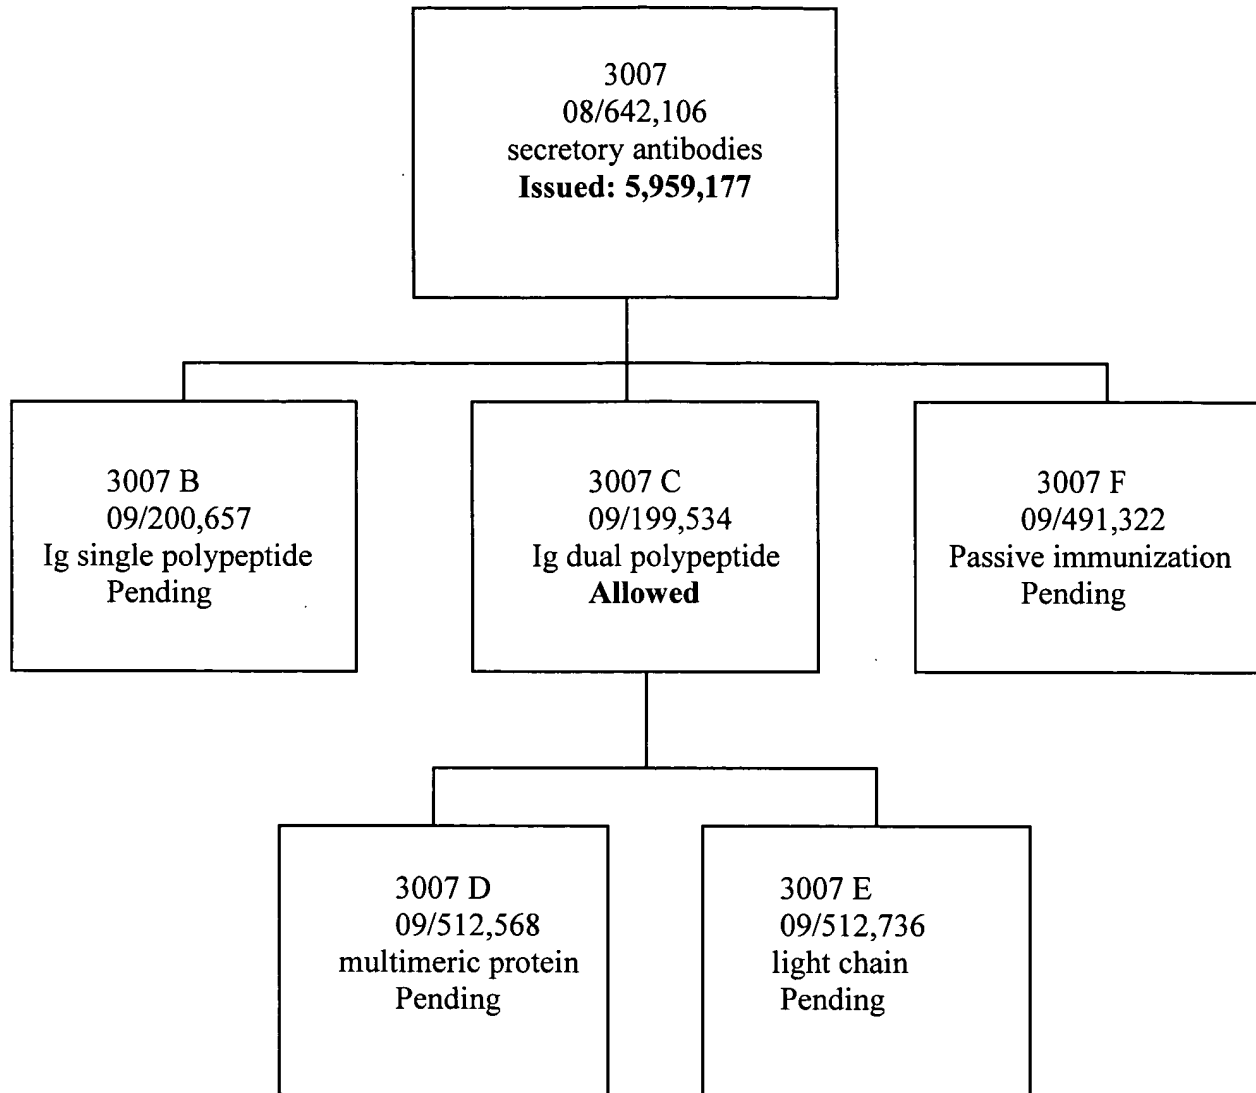 3007
08/642,106
secretory antibodies
Issued: 5,959,177
3007 B
09/200,657
Ig single polypeptide
Pending
3007 C
09/199,534
Ig dual polypeptide
Allowed
3007 F
09/491,322
Passive immunization
Pending
3007 D
09/512,568
multimeric protein
Pending
3007 E
09/512,736
light chain
Pending